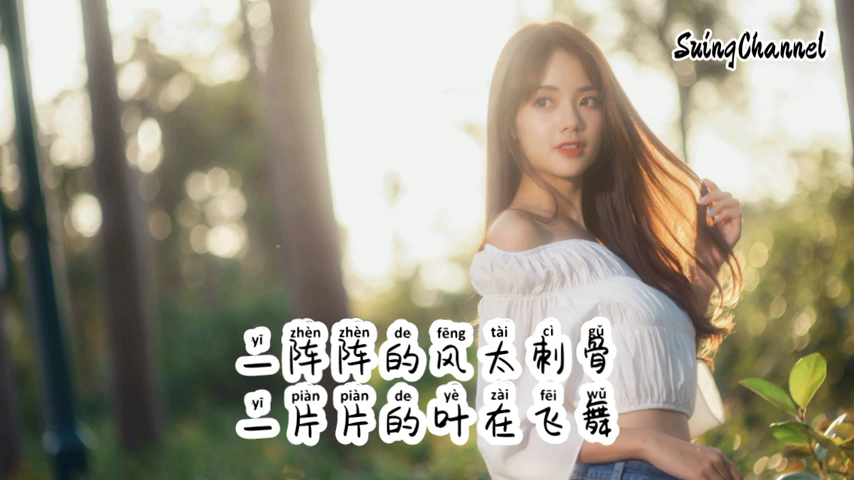 SuingChannel
yī zhèn zhèn de fēng tài cì gǔ
一阵阵的风太刺骨
yī piàn piàn de yè zài fēi wǔ
一片片的叶在飞舞